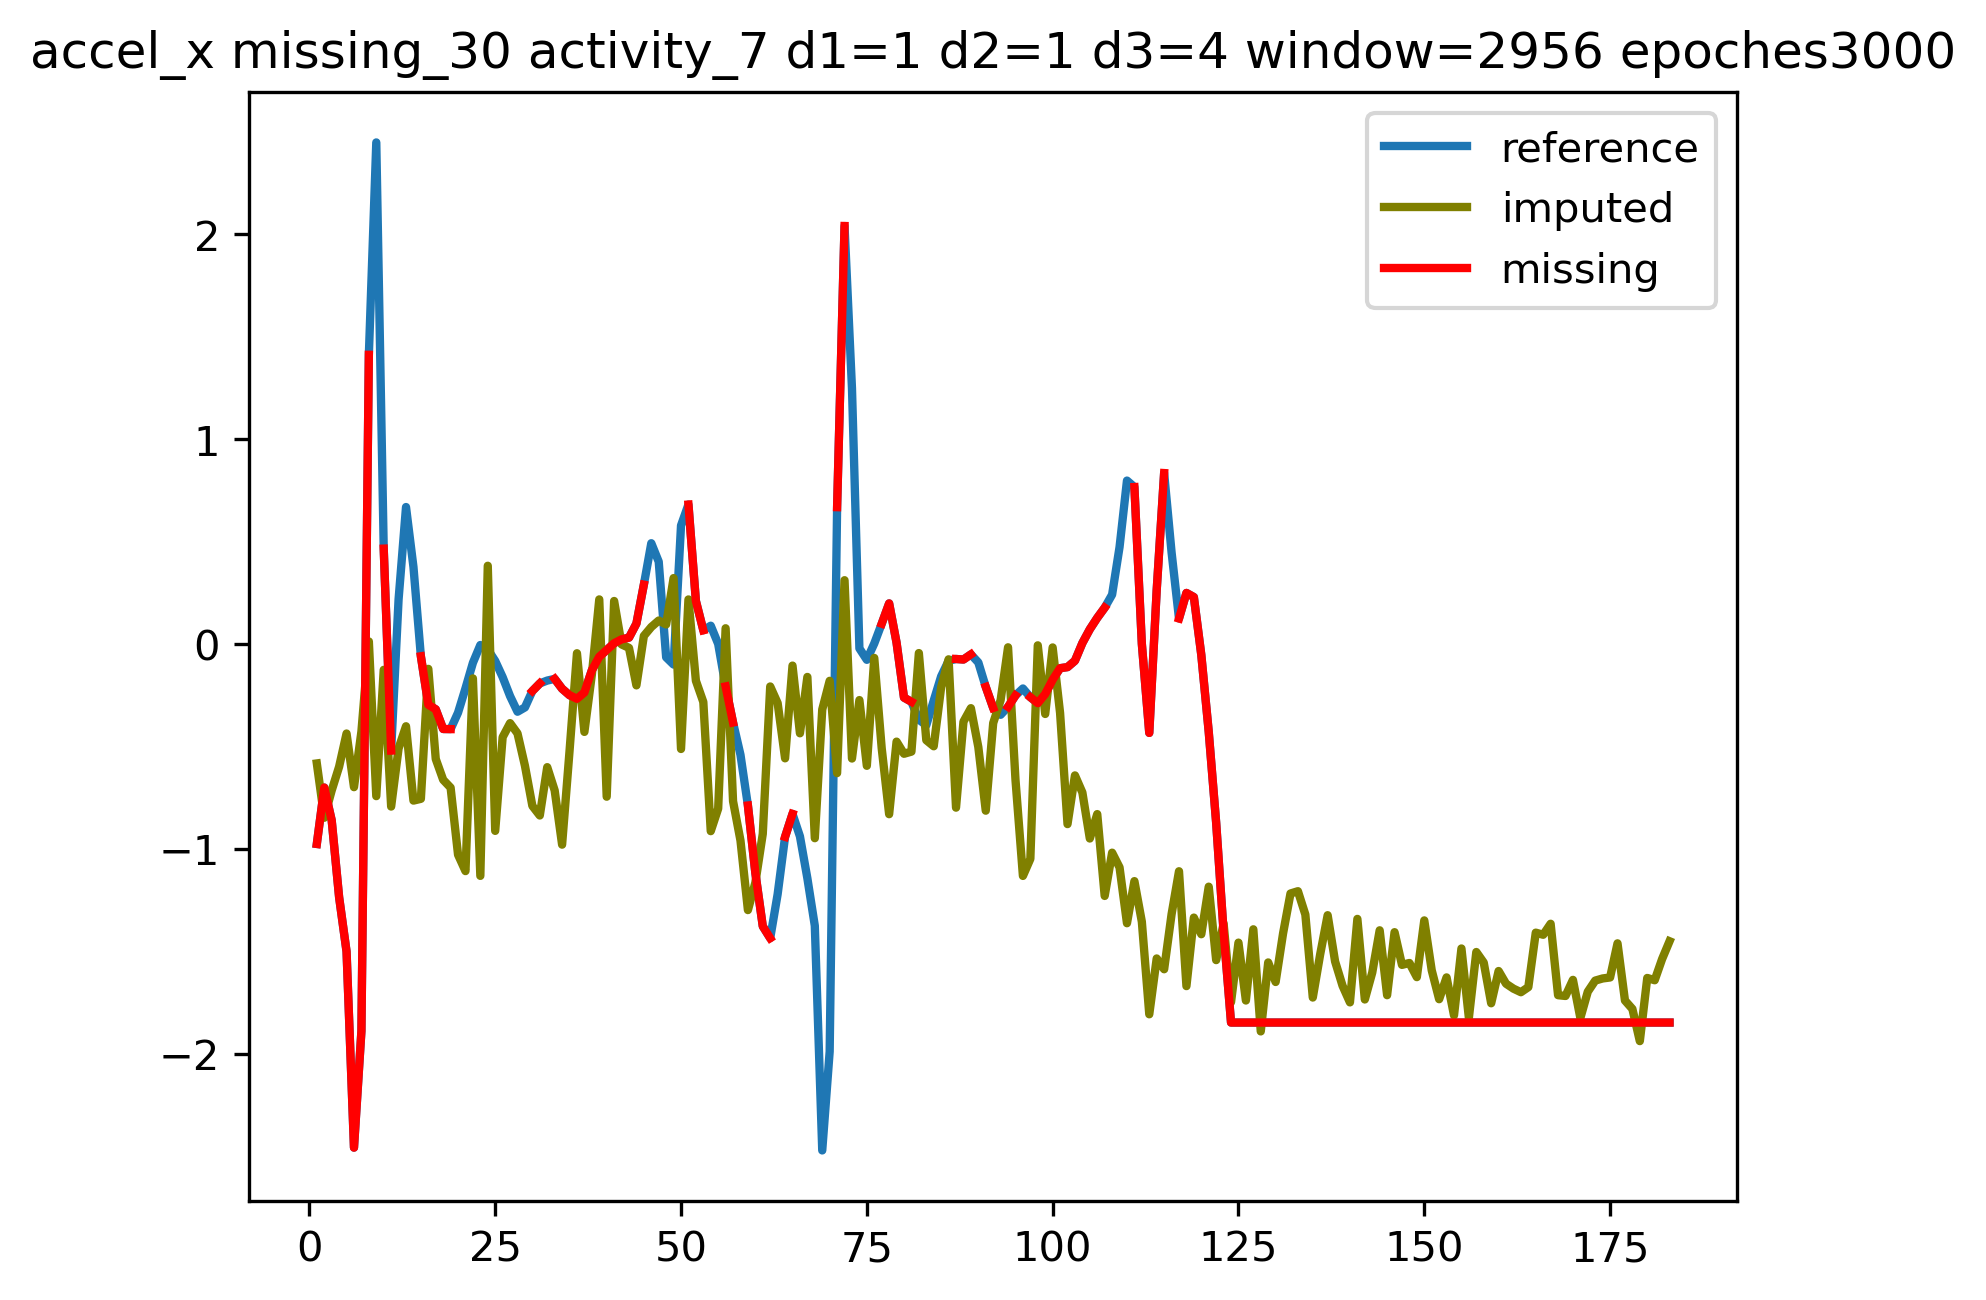 accel_x missing_30 activity_7 d1=1 d2=1 d3=4 window=2956 epoches3000
reference
imputed
missing
2
1
0
−1
−2
0 25 50 75 100 125 150 175